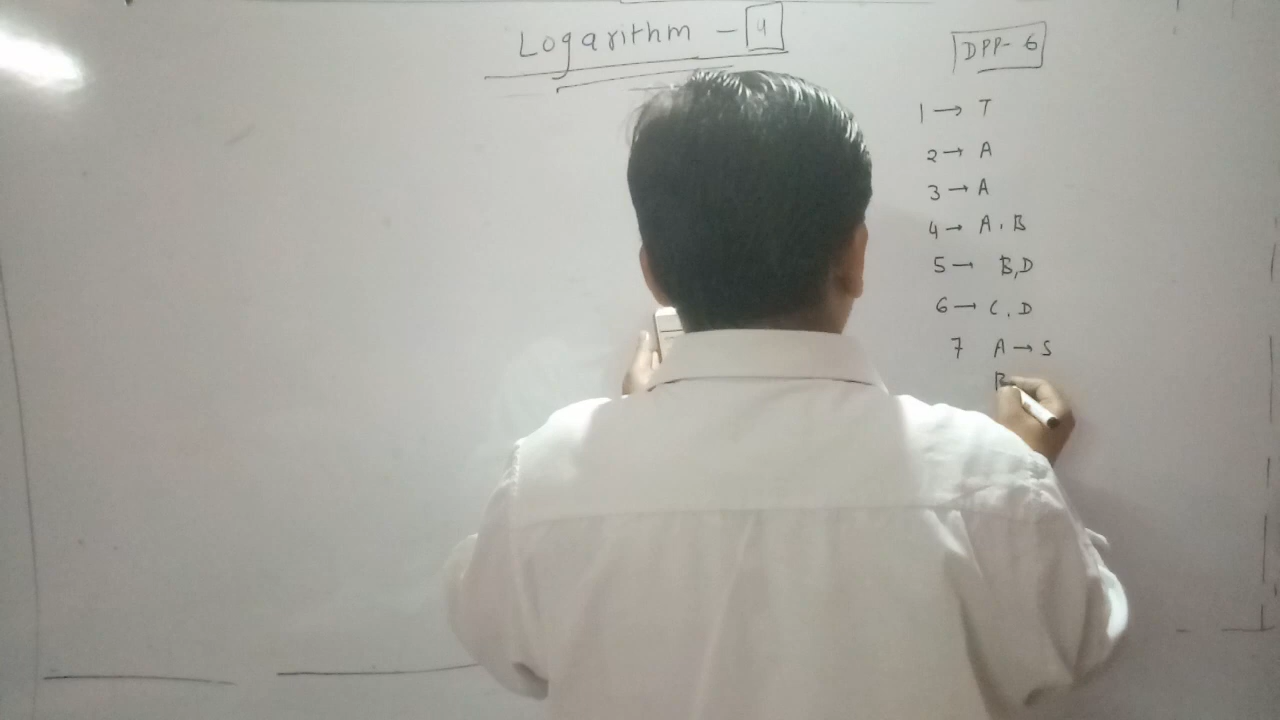 Logarithm - 4
DPP- 6
1 → T
2 → A
3 → A
4 → A, B
5 → B,D
6 → C, D
7 A → S
B